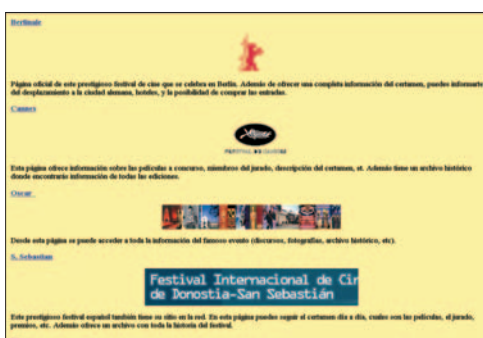 Berlinale
Página oficial de este prestigioso festival de cine que se celebra en Berlín. Además de ofrecer una completa información del certamen, puedes informarte
del desplazamiento a la ciudad alemana, hoteles, y la posibilidad de comprar las entradas.
Cannes
FESTIVAL DE CANNES
Esta página ofrece información sobre las películas a concurso, miembros del jurado, descripción del certamen, st. Además tiene un archivo histórico
donde encontrarás información de todas las ediciones.
Oscar
Desde esta página se puede acceder a toda la información del famoso evento (discursos, fotografías, archivo histórico, etc).
S. Sebastian
Festival Internacional de Cin
de Donostia-San Sebastián
Este prestigioso festival español también tiene su sitio en la red. En esta página puedes seguir el certamen día a día, cuales son las películas, el jurado,
premios, etc. Además ofrece un archivo con toda la historia del festival.